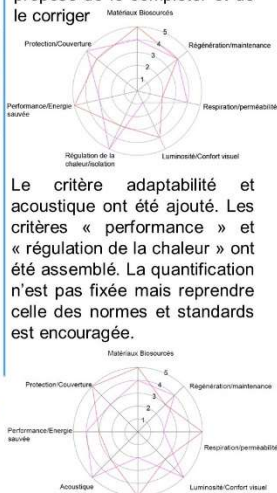 propose de le compléter et de
le corriger
Matériaux Biosourcés
Protection/Couverture
Régénération/maintenance
5
4
3
2
1
Performance/Energie
sauvée
Respiration/perméabilité
Régulation de la
chaleur/isolation
Luminosité/Confort visuel
Le critère adaptabilité et
acoustique ont été ajouté. Les
critères « performance » et
« régulation de la chaleur » ont
été assemblé. La quantification
n'est pas fixée mais reprendre
celle des normes et standards
est encouragée.
Matériaux Biosourcés
Protection/Couverture
Régénération/maintenance
5
4
3
2
1
Performance/Energie
sauvée
Respiration/perméabilité
Acoustique
Luminosité/Confort visuel